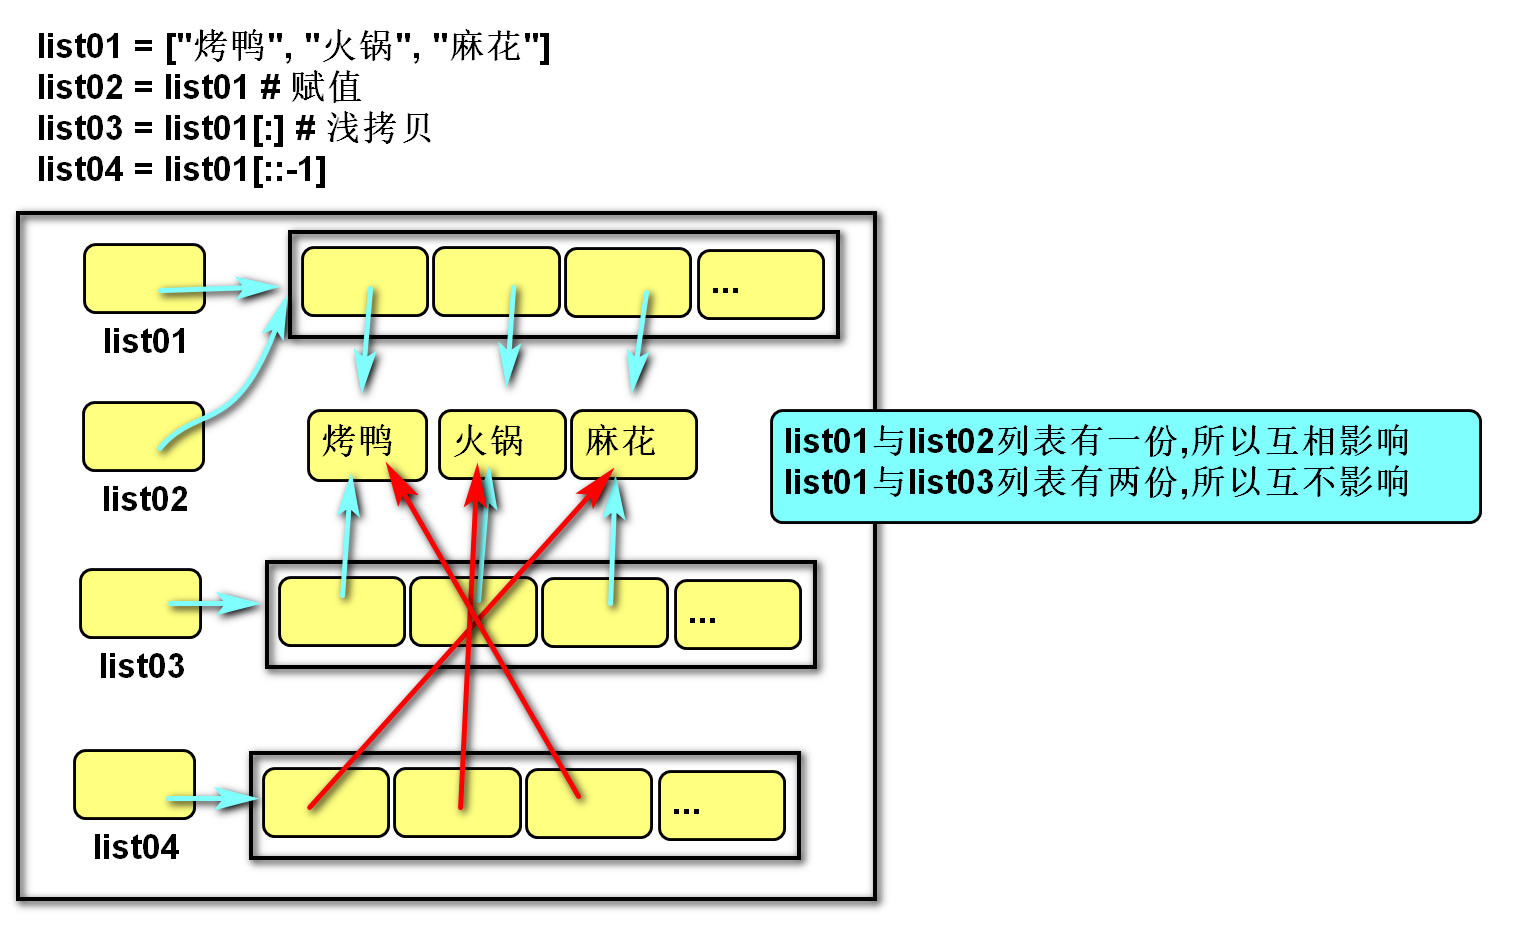 list01 = ["烤鸭", "火锅", "麻花"]
list02 = list01 # 赋值
list03 = list01[:] # 浅拷贝
list04 = list01[::-1]
...
list01
烤鸭
火锅
麻花
list01与list02列表有一份,所以互相影响
list01与list03列表有两份,所以互不影响
list02
...
list03
...
list04